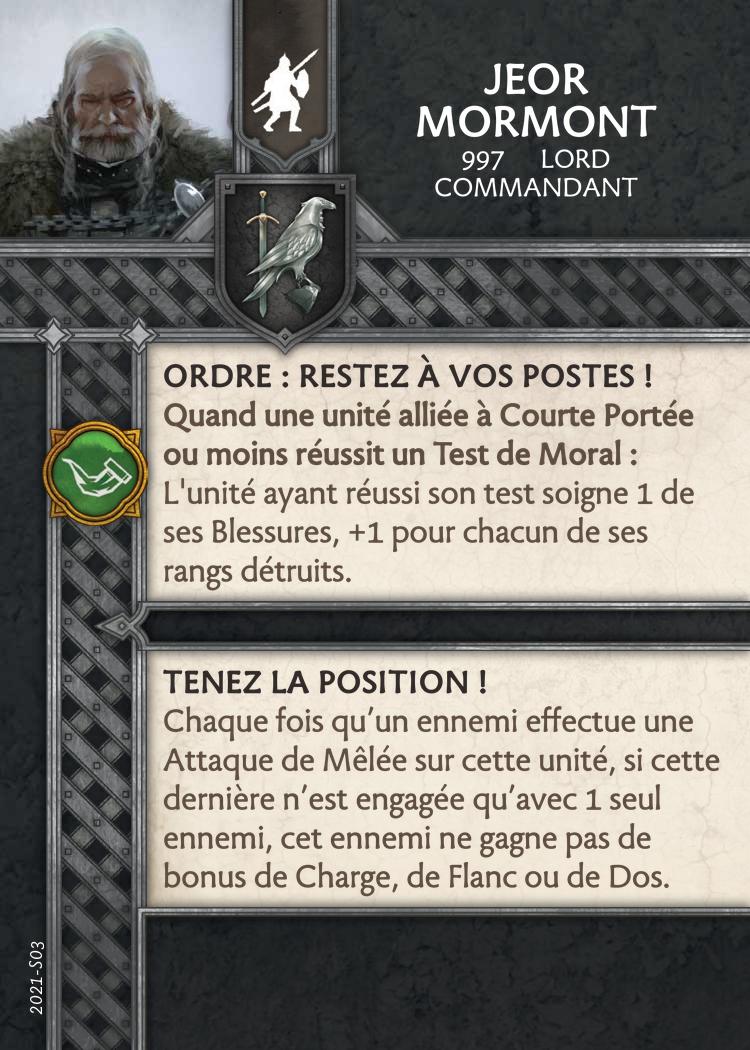 JEOR
MORMONT
997 LORD
COMMANDANT
ORDRE : RESTEZ À VOS POSTES !
Quand une unité alliée à Courte Portée
ou moins réussit un Test de Moral :
L'unité ayant réussi son test soigne 1 de
ses Blessures, +1 pour chacun de ses
rangs détruits.
TENEZ LA POSITION !
Chaque fois qu’un ennemi effectue une
Attaque de Mêlée sur cette unité, si cette
dernière n’est engagée qu’avec 1 seul
ennemi, cet ennemi ne gagne pas de
bonus de Charge, de Flanc ou de Dos.
2021-S03